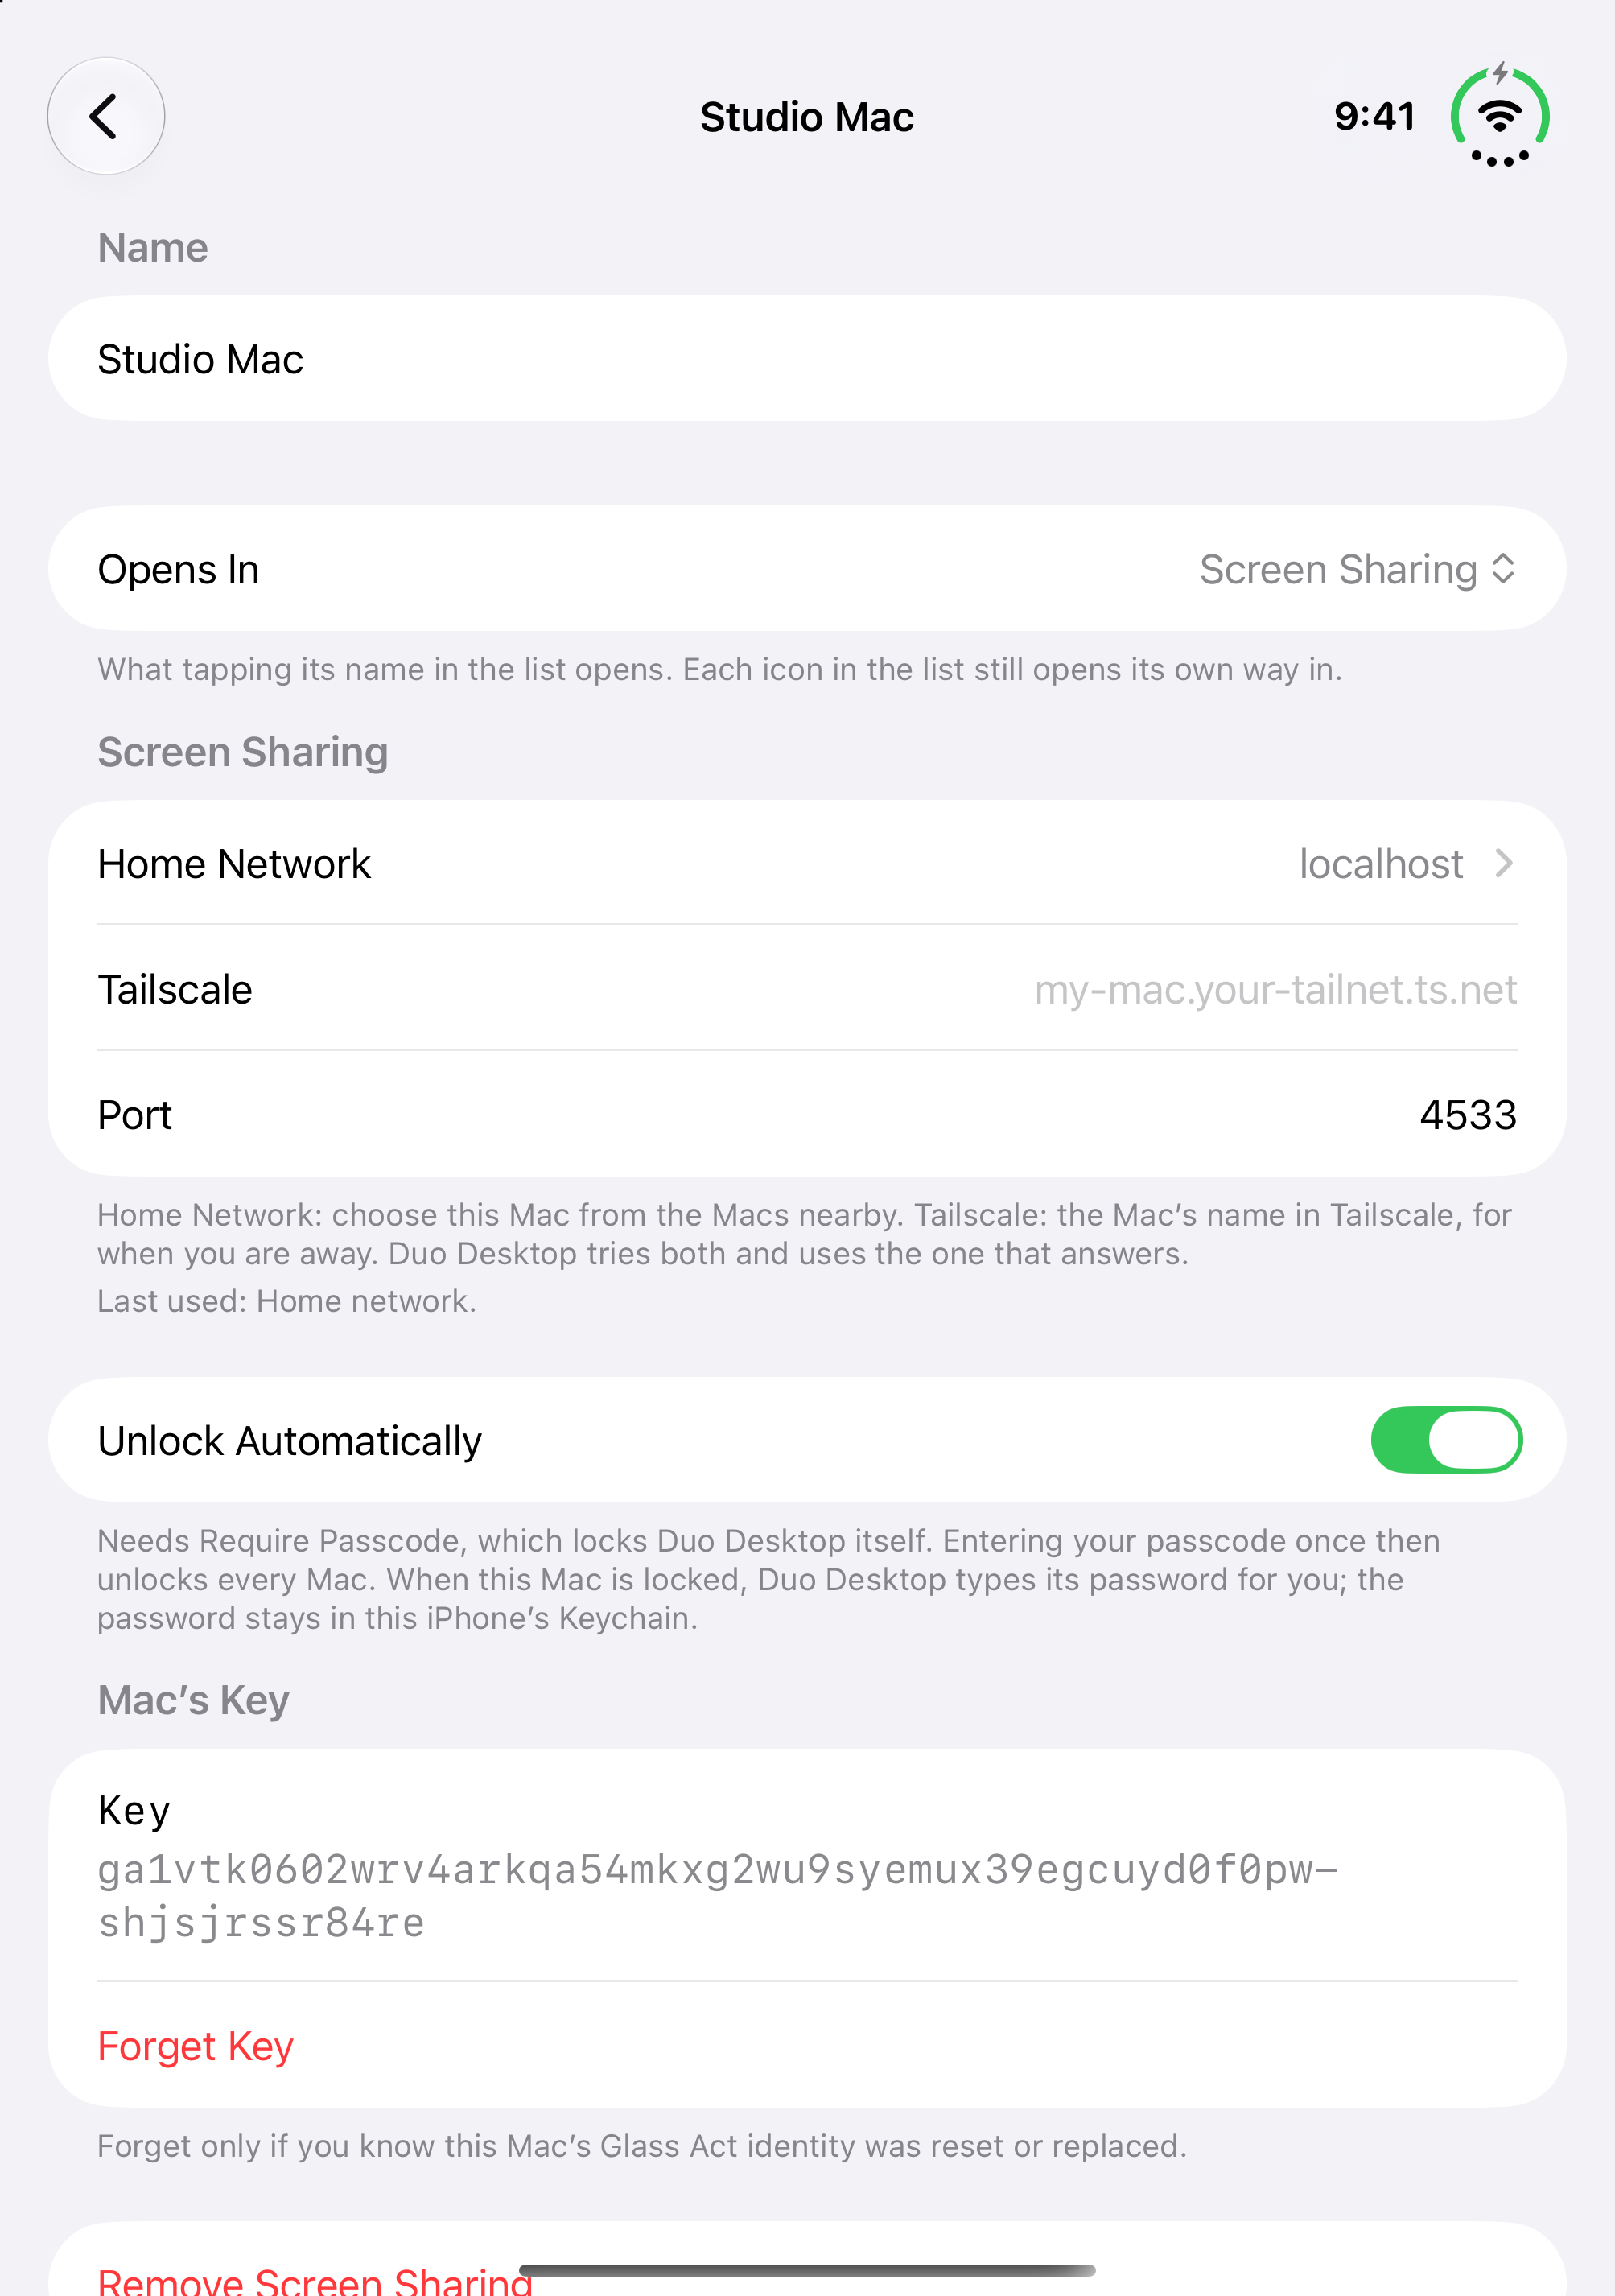 Studio Mac
9:41
Name
Studio Mac
Opens In
Screen Sharing
What tapping its name in the list opens. Each icon in the list still opens its own way in.
Screen Sharing
Home Network
localhost
Tailscale
my-mac.your-tailnet.ts.net
Port
4533
Home Network: choose this Mac from the Macs nearby. Tailscale: the Mac’s name in Tailscale, for
when you are away. Duo Desktop tries both and uses the one that answers.
Last used: Home network.
Unlock Automatically
Needs Require Passcode, which locks Duo Desktop itself. Entering your passcode once then
unlocks every Mac. When this Mac is locked, Duo Desktop types its password for you; the
password stays in this iPhone’s Keychain.
Mac’s Key
Key
ga1vtk0602wrv4arkqa54mkxg2wu9syemux39egcuyd0f0pw-
shjsjrssr84re
Forget Key
Forget only if you know this Mac’s Glass Act identity was reset or replaced.
Remove Screen Sharing